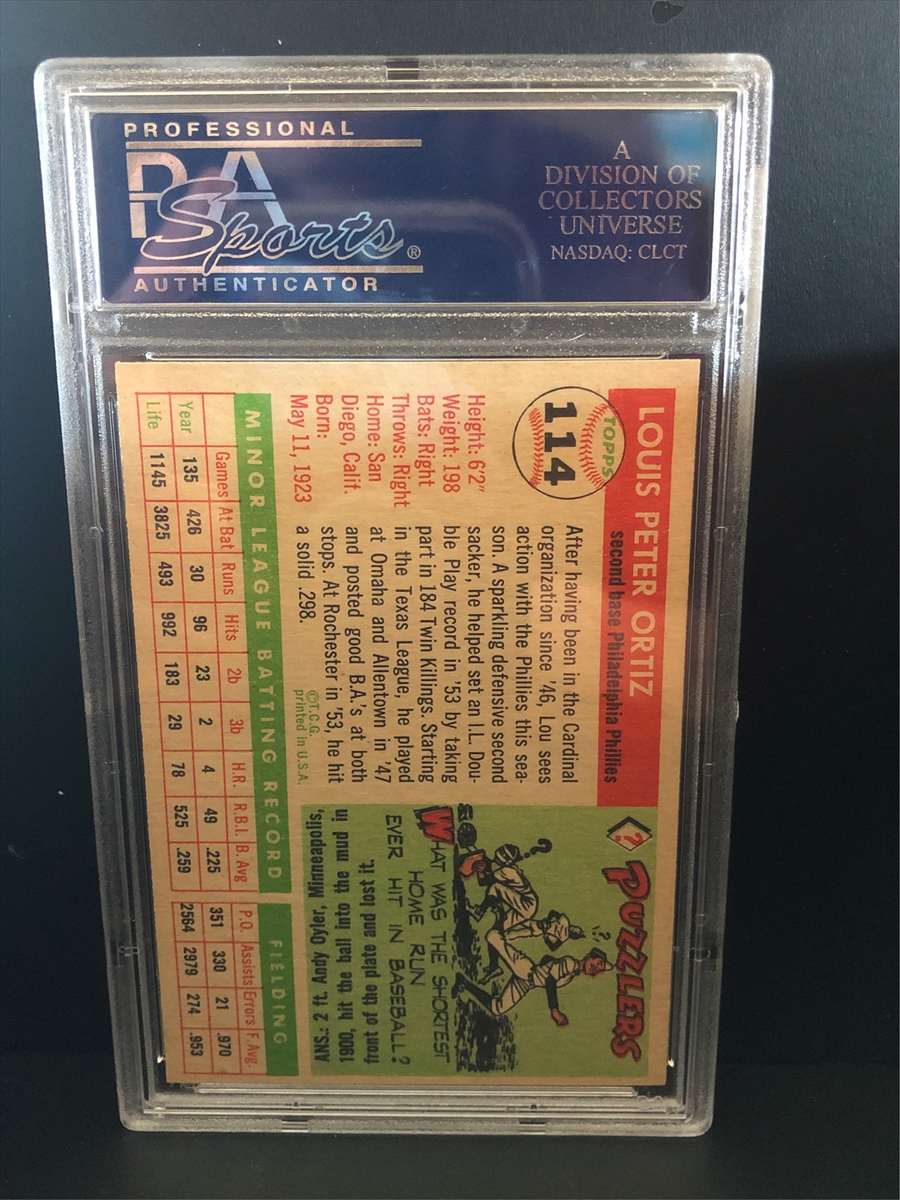 PROFESSIONAL
PSA
Sports®
AUTHENTICATOR
A
DIVISION OF
COLLECTORS
UNIVERSE
NASDAQ: CLCT
TOPPS
114
LOUIS PETER ORTIZ
second base Philadelphia Phillies
Height: 6'2"
Weight: 198
Bats: Right
Throws: Right
Home: San
Diego, Calif.
Born:
May 11, 1923
After having been in the Cardinal
organization since '46, Lou sees
action with the Phillies this sea-
son. A sparkling defensive second
sacker, he helped set an I.L. Dou-
ble Play record in '53 by taking
part in 184 Twin Killings. Starting
in the Texas League, he played
at Omaha and Allentown in '47
and posted good B.A.'s at both
stops. At Rochester in '53, he hit
a solid .298.
©T.C.G.
printed in U.S.A.
?
PUZZLERS
?
?
WHAT WAS THE SHORTEST
HOME RUN
EVER HIT IN BASEBALL?
ANS.: 2 ft. Andy Oyler, Minneapolis,
1900, hit the ball into the mud in
front of the plate and lost it.
MINOR LEAGUE BATTING RECORD FIELDING
Games At Bat Runs Hits 2b 3b H.R. R.B.I. B. Avg P.O. Assists Errors F. Avg.
Year 135 426 30 96 23 2 4 49 .225 351 330 21 .970
Life 1145 3825 493 992 183 29 78 525 .259 2564 2979 274 .953